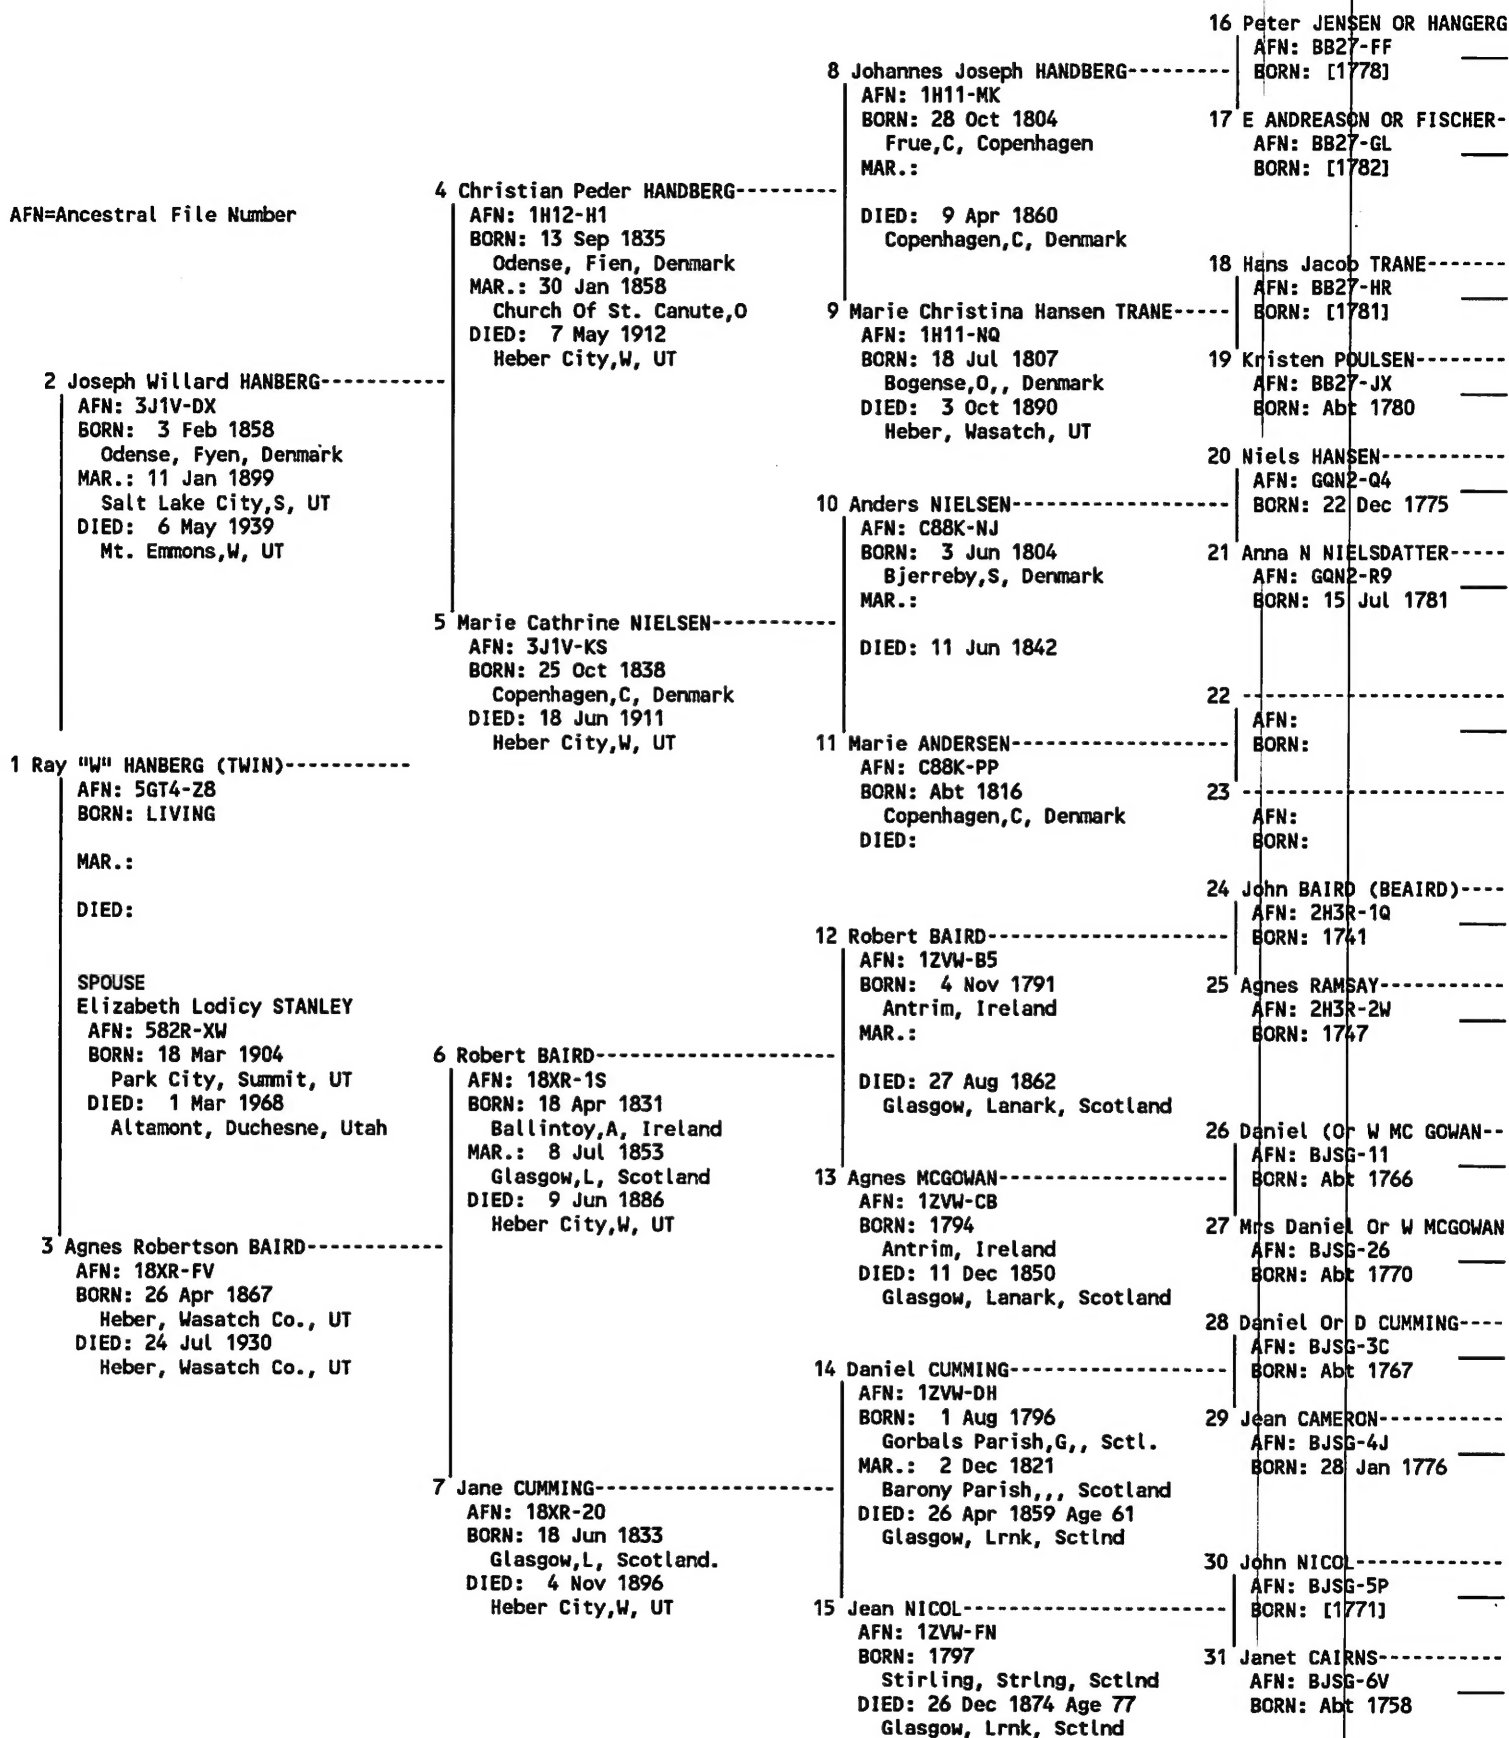 AFN=Ancestral File Number
1 Ray "W" HANBERG (TWIN)-----------
AFN: 5GT4-Z8
BORN: LIVING
MAR.:
DIED:
SPOUSE
Elizabeth Lodicy STANLEY
AFN: 582R-XW
BORN: 18 Mar 1904
Park City, Summit, UT
DIED: 1 Mar 1968
Altamont, Duchesne, Utah
2 Joseph Willard HANBERG-----------
AFN: 3J1V-DX
BORN: 3 Feb 1858
Odense, Fyen, Denmark
MAR.: 11 Jan 1899
Salt Lake City,S, UT
DIED: 6 May 1939
Mt. Emmons,W, UT
3 Agnes Robertson BAIRD------------
AFN: 18XR-FV
BORN: 26 Apr 1867
Heber, Wasatch Co., UT
DIED: 24 Jul 1930
Heber, Wasatch Co., UT
4 Christian Peder HANDBERG---------
AFN: 1H12-H1
BORN: 13 Sep 1835
Odense, Fien, Denmark
MAR.: 30 Jan 1858
Church Of St. Canute,O
DIED: 7 May 1912
Heber City,W, UT
5 Marie Cathrine NIELSEN-----------
AFN: 3J1V-KS
BORN: 25 Oct 1838
Copenhagen,C, Denmark
DIED: 18 Jun 1911
Heber City,W, UT
6 Robert BAIRD---------------------
AFN: 18XR-1S
BORN: 18 Apr 1831
Ballintoy,A, Ireland
MAR.: 8 Jul 1853
Glasgow,L, Scotland
DIED: 9 Jun 1886
Heber City,W, UT
7 Jane CUMMING---------------------
AFN: 18XR-20
BORN: 18 Jun 1833
Glasgow,L, Scotland.
DIED: 4 Nov 1896
Heber City,W, UT
8 Johannes Joseph HANDBERG---------
AFN: 1H11-MK
BORN: 28 Oct 1804
Frue,C, Copenhagen
MAR.:
DIED: 9 Apr 1860
Copenhagen,C, Denmark
9 Marie Christina Hansen TRANE-----
AFN: 1H11-NQ
BORN: 18 Jul 1807
Bogense,O,, Denmark
DIED: 3 Oct 1890
Heber, Wasatch, UT
10 Anders NIELSEN------------------
AFN: C88K-NJ
BORN: 3 Jun 1804
Bjerreby,S, Denmark
MAR.:
DIED: 11 Jun 1842
11 Marie ANDERSEN------------------
AFN: C88K-PP
BORN: Abt 1816
Copenhagen,C, Denmark
DIED:
12 Robert BAIRD--------------------
AFN: 1ZVW-B5
BORN: 4 Nov 1791
Antrim, Ireland
MAR.:
DIED: 27 Aug 1862
Glasgow, Lanark, Scotland
13 Agnes MCGOWAN-------------------
AFN: 1ZVW-CB
BORN: 1794
Antrim, Ireland
DIED: 11 Dec 1850
Glasgow, Lanark, Scotland
14 Daniel CUMMING------------------
AFN: 1ZVW-DH
BORN: 1 Aug 1796
Gorbals Parish,G,, Sctl.
MAR.: 2 Dec 1821
Barony Parish,,, Scotland
DIED: 26 Apr 1859 Age 61
Glasgow, Lrnk, Sctlnd
15 Jean NICOL----------------------
AFN: 1ZVW-FN
BORN: 1797
Stirling, Strlng, Sctlnd
DIED: 26 Dec 1874 Age 77
Glasgow, Lrnk, Sctlnd
16 Peter JENSEN OR HANGERG
AFN: BB27-FF
BORN: [1778]
17 E ANDREASON OR FISCHER-
AFN: BB27-GL
BORN: [1782]
18 Hans Jacob TRANE-------
AFN: BB27-HR
BORN: [1781]
19 Kristen POULSEN--------
AFN: BB27-JX
BORN: Abt 1780
20 Niels HANSEN-----------
AFN: GQN2-Q4
BORN: 22 Dec 1775
21 Anna N NIELSDATTER-----
AFN: GQN2-R9
BORN: 15 Jul 1781
22 -----------------------
AFN:
BORN:
23 -----------------------
AFN:
BORN:
24 John BAIRD (BEAIRD)----
AFN: 2H3R-1Q
BORN: 1741
25 Agnes RAMSAY-----------
AFN: 2H3R-2W
BORN: 1747
26 Daniel (Or W MC GOWAN--
AFN: BJSG-11
BORN: Abt 1766
27 Mrs Daniel Or W MCGOWAN
AFN: BJSG-26
BORN: Abt 1770
28 Daniel Or D CUMMING----
AFN: BJSG-3C
BORN: Abt 1767
29 Jean CAMERON-----------
AFN: BJSG-4J
BORN: 28 Jan 1776
30 John NICOL-------------
AFN: BJSG-5P
BORN: [1771]
31 Janet CAIRNS-----------
AFN: BJSG-6V
BORN: Abt 1758